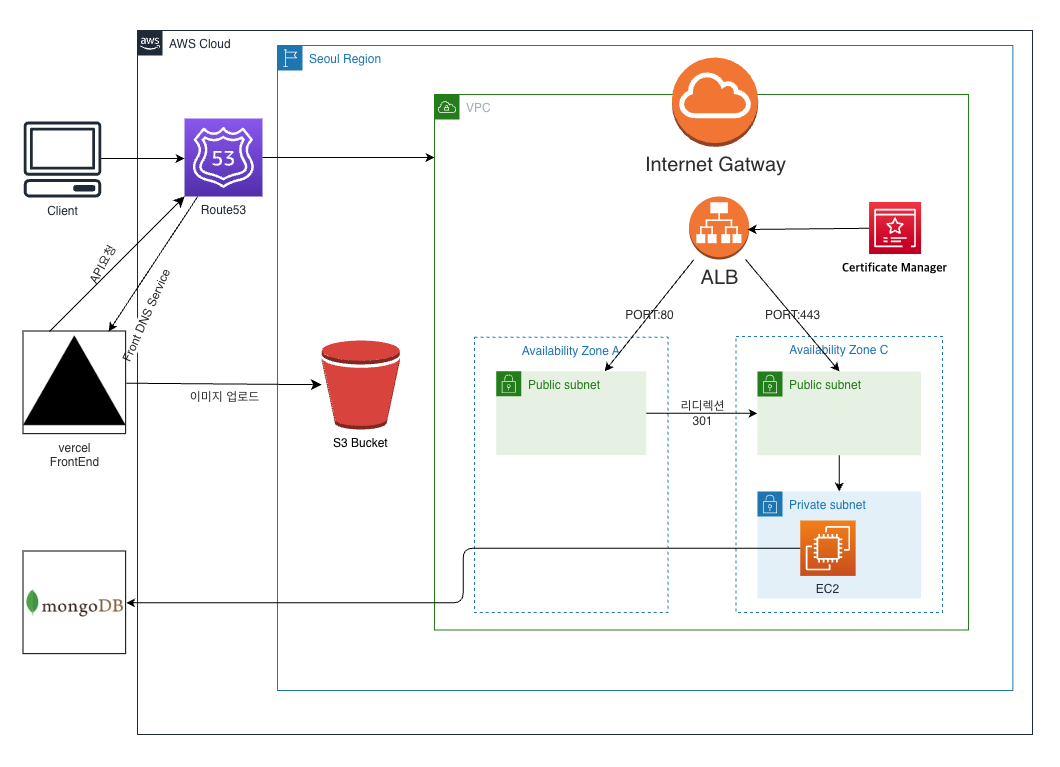 aws
AWS Cloud
Seoul Region
VPC
Internet Gatway
53
Route53
Client
ALB
Certificate Manager
API요청
Front DNS Service
PORT:80
PORT:443
Availability Zone A
Availability Zone C
Public subnet
Public subnet
이미지 업로드
리디렉션
301
S3 Bucket
vercel
FrontEnd
Private subnet
EC2
mongoDB